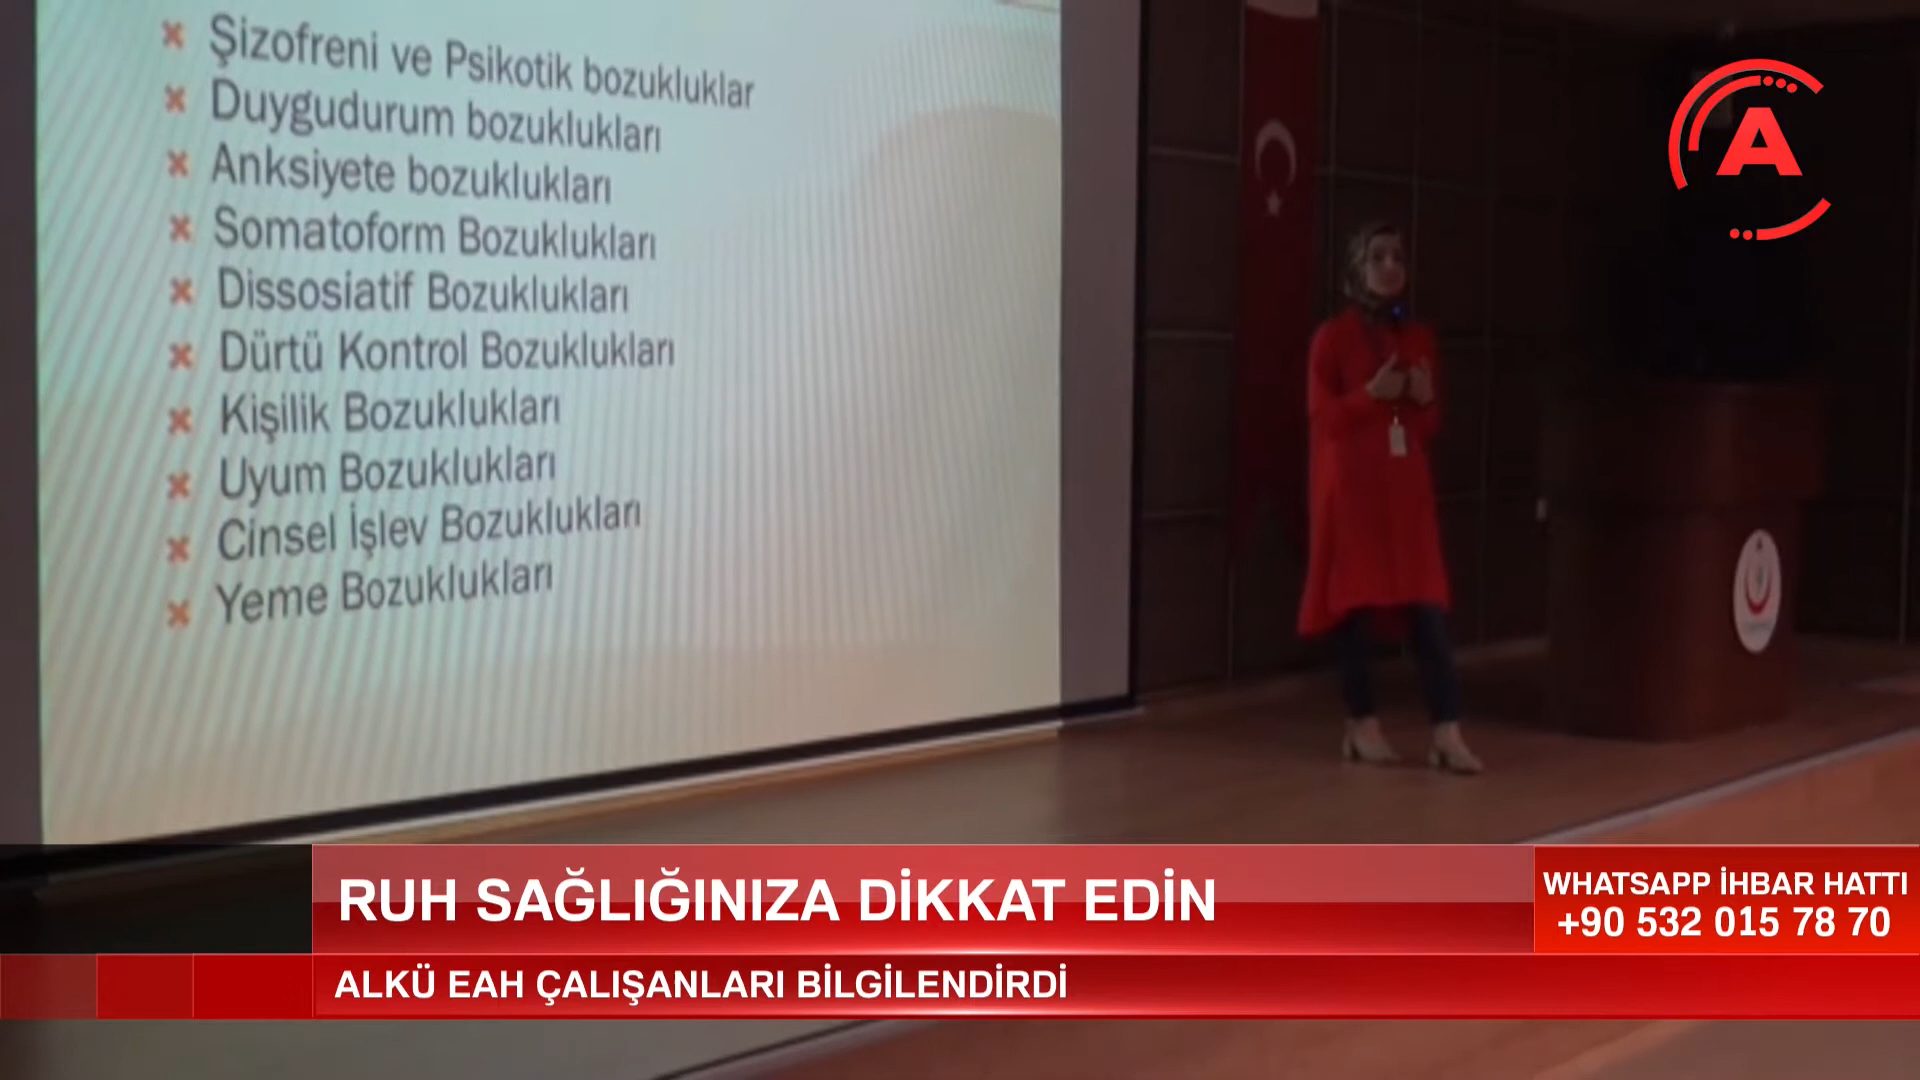 Şizofreni ve Psikotik bozukluklar
Duygudurum bozuklukları
Anksiyete bozuklukları
Somatoform Bozuklukları
Dissosiatif Bozuklukları
Dürtü Kontrol Bozuklukları
Kişilik Bozuklukları
Uyum Bozuklukları
Cinsel İşlev Bozuklukları
Yeme Bozuklukları
A
RUH SAĞLIĞINIZA DİKKAT EDİN
WHATSAPP İHBAR HATTI
+90 532 015 78 70
ALKÜ EAH ÇALIŞANLARI BİLGİLENDİRDİ